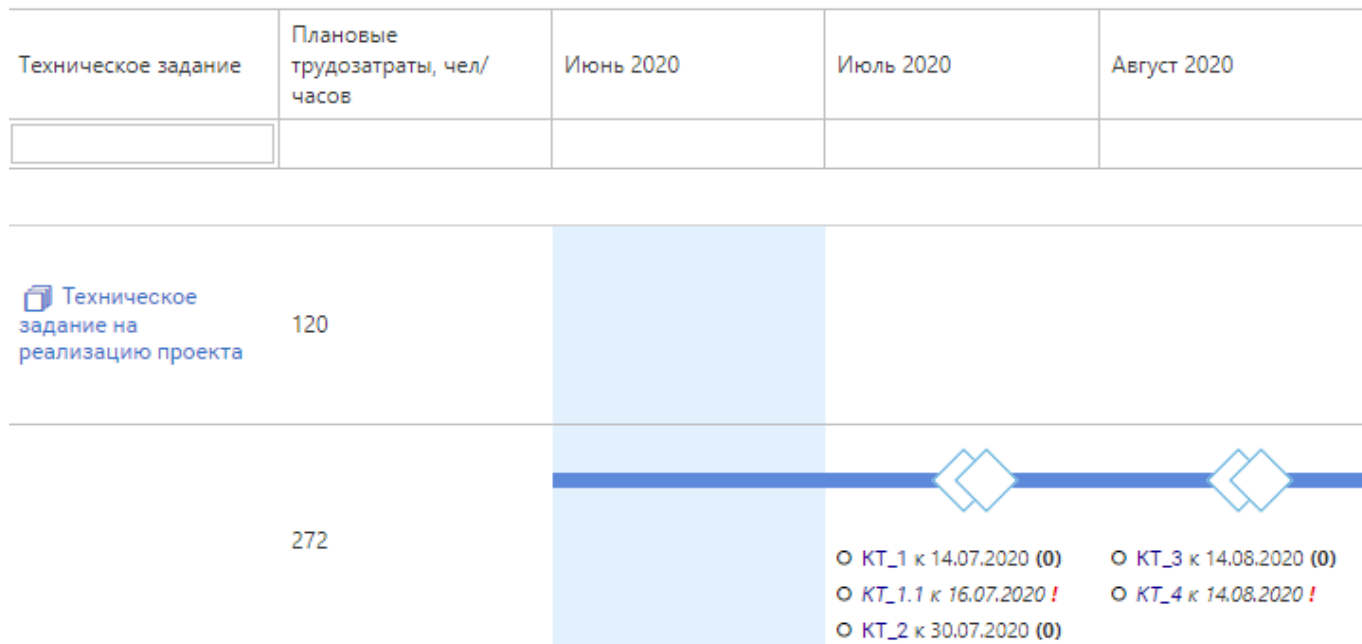 Техническое задание
Плановые
трудозатраты, чел/
часов
Июнь 2020
Июль 2020
Август 2020
Техническое
задание на
реализацию проекта
120
272
КТ_1 к 14.07.2020 (0)
КТ_1.1 к 16.07.2020 !
КТ_2 к 30.07.2020 (0)
КТ_3 к 14.08.2020 (0)
КТ_4 к 14.08.2020 !